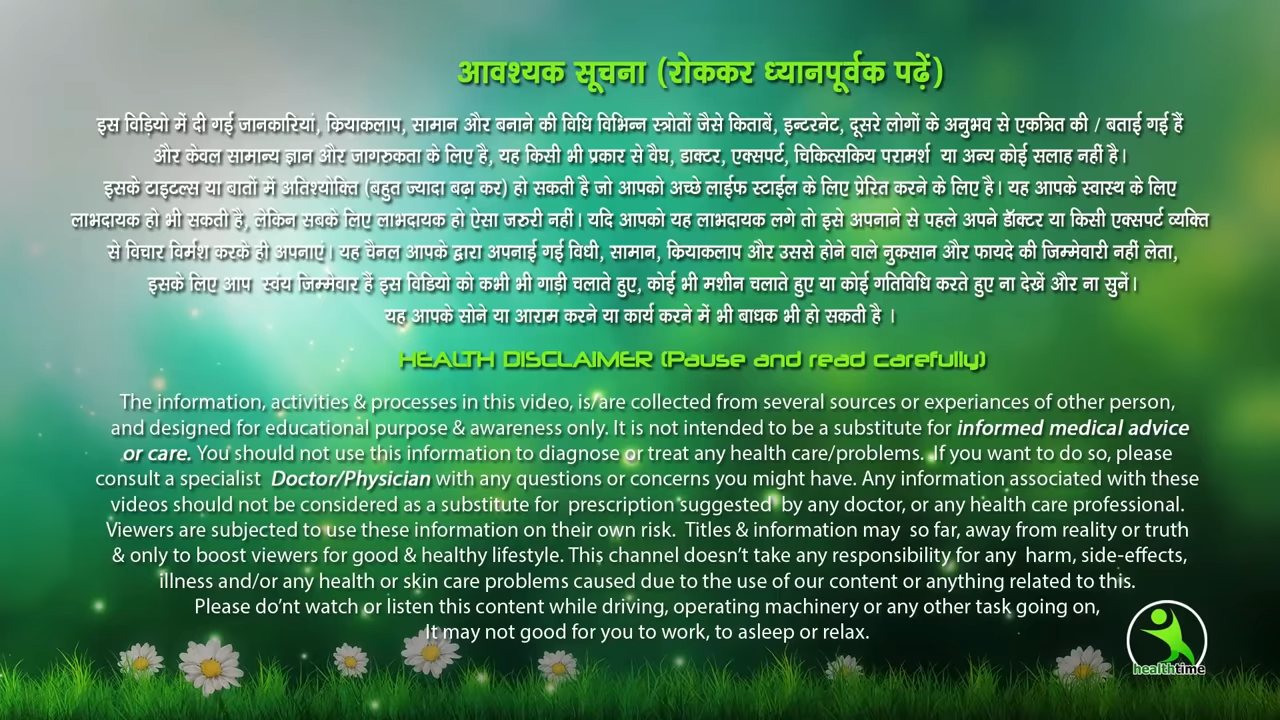 आवश्यक सूचना (रोककर ध्यानपूर्वक पढ़ें)
इस विड़ियो में दी गई जानकारियां, कियाकलाप, सामान और बनाने की विधि विभिन्न स्त्रोतों जैसे किताबें, इन्टरनेट, दूसरे लोगों के अनुभव से एकत्रित की / बताई गई हैं
और केवल सामान्य ज्ञान और जागरुकता के लिए है, यह किसी भी प्रकार से वैघ, डाक्टर, एक्सपर्ट, चिकित्सकिय परामर्श या अन्य कोई सलाह नहीं है।
इसके टाइटल्स या बातों में अतिश्योक्ति (बहुत ज्यादा बढ़ा कर) हो सकती है जो आपको अच्छे लाईफ स्टाईल के लिए प्रेरित करने के लिए है। यह आपके स्वास्थ के लिए
लाभदायक हो भी सकती है, लेकिन सबके लिए लाभदायक हो ऐसा जरुरी नहीं। यदि आपको यह लाभदायक लगे तो इसे अपनाने से पहले अपने डॅाक्टर या किसी एक्सपर्ट व्यक्ति
से विचार विर्मश करके ही अपनाएं। यह चैनल आपके द्वारा अपनाई गई विधी, सामान, कियाकलाप और उससे होने वाले नुकसान और फायदे की जिम्मेवारी नहीं लेता,
इसके लिए आप स्वंय जिम्मेवार हैं इस विडियो को कभी भी गाड़ी चलाते हुए, कोई भी मशीन चलाते हुए या कोई गतिविधि करते हुए ना देखें और ना सुनें।
यह आपके सोने या आराम करने या कार्य करने में भी बाधक भी हो सकती है ।
HEALTH DISCLAIMER (Pause and read carefully)
The information, activities & processes in this video, is/are collected from several sources or experiances of other person,
and designed for educational purpose & awareness only. It is not intended to be a substitute for informed medical advice
or care. You should not use this information to diagnose or treat any health care/problems. If you want to do so, please
consult a specialist Doctor/Physician with any questions or concerns you might have. Any information associated with these
videos should not be considered as a substitute for prescription suggested by any doctor, or any health care professional.
Viewers are subjected to use these information on their own risk. Titles & information may so far, away from reality or truth
& only to boost viewers for good & healthy lifestyle. This channel doesn't take any responsibility for any harm, side-effects,
illness and/or any health or skin care problems caused due to the use of our content or anything related to this.
Please do'nt watch or listen this content while driving, operating machinery or any other task going on,
It may not good for you to work, to asleep or relax.
healthtime